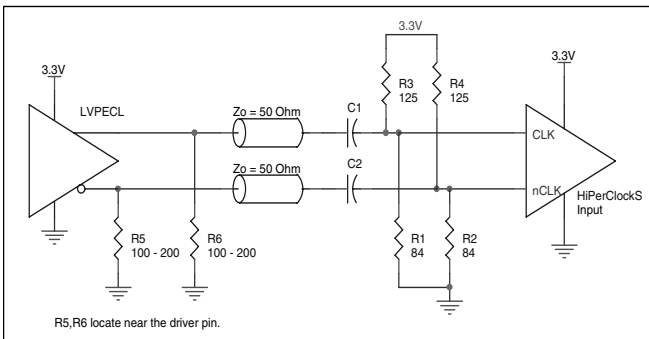 3.3V
R3
125
R4
125
3.3V
LVPECL
Zo = 50 Ohm
C1
3.3V
CLK
Zo = 50 Ohm
C2
nCLK
HiPerClockS
Input
R5
100 - 200
R6
100 - 200
R1
84
R2
84
R5,R6 locate near the driver pin.